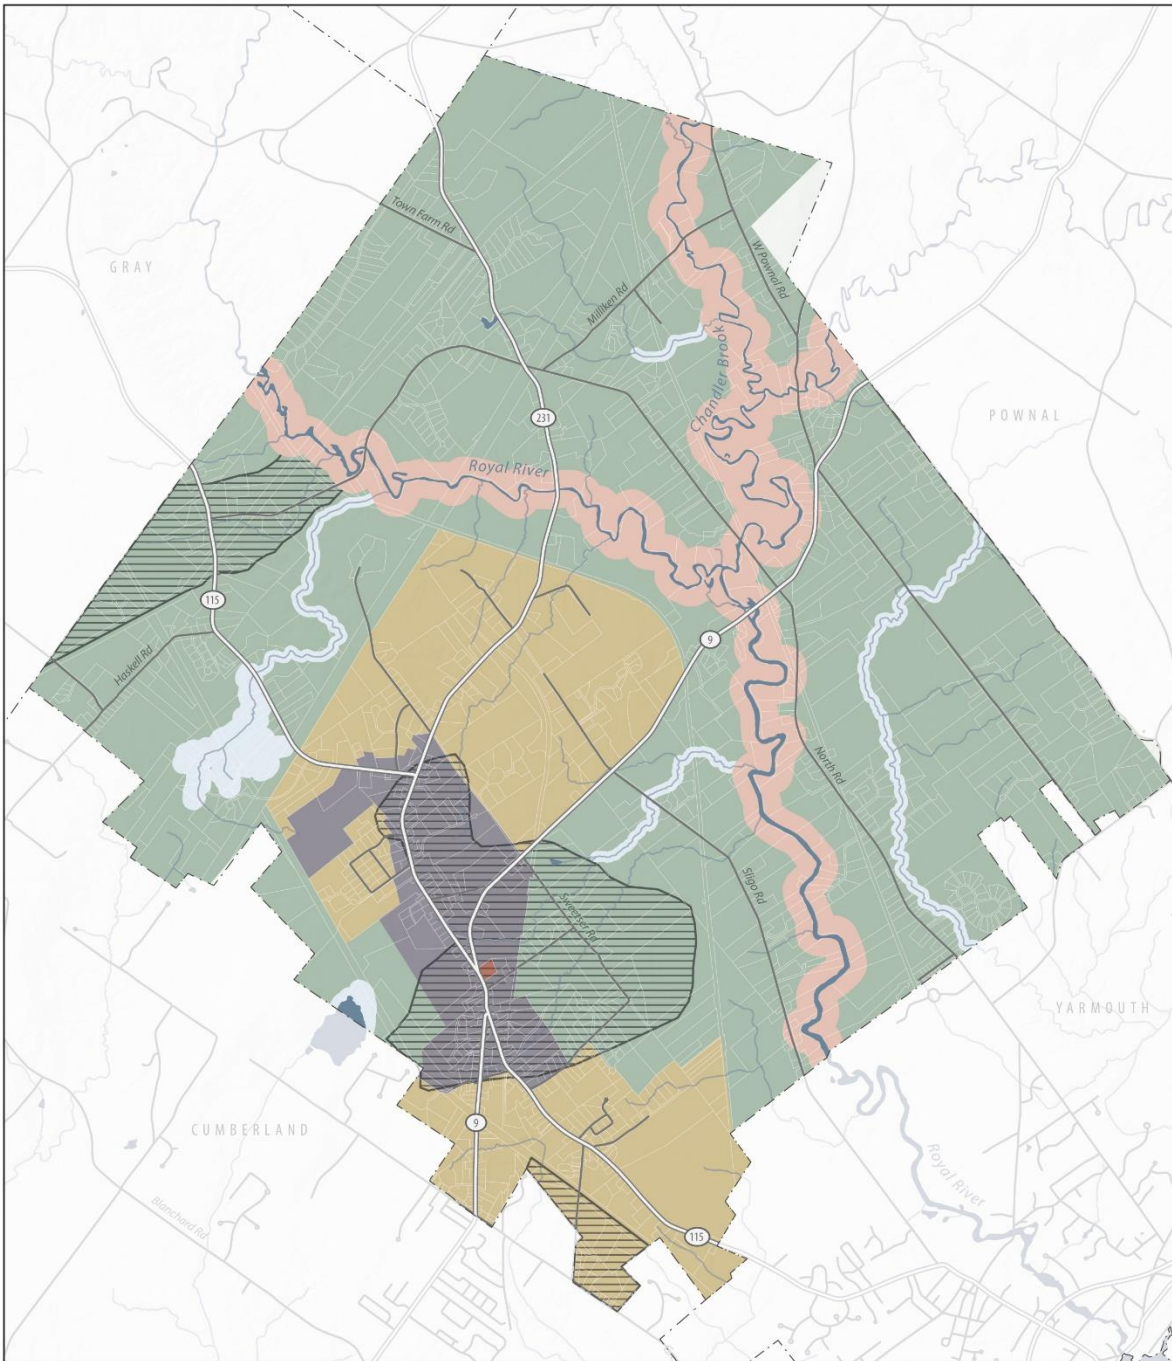 Town Farm Rd
GRAY
W Pownal Rd
Milliken Rd
Chandler Brook
POWNAL
231
Royal River
115
9
Haskell Rd
North Rd
Sligo Rd
Sweetser Rd
YARMOUTH
CUMBERLAND
9
Royal River
Blanchard Rd
115